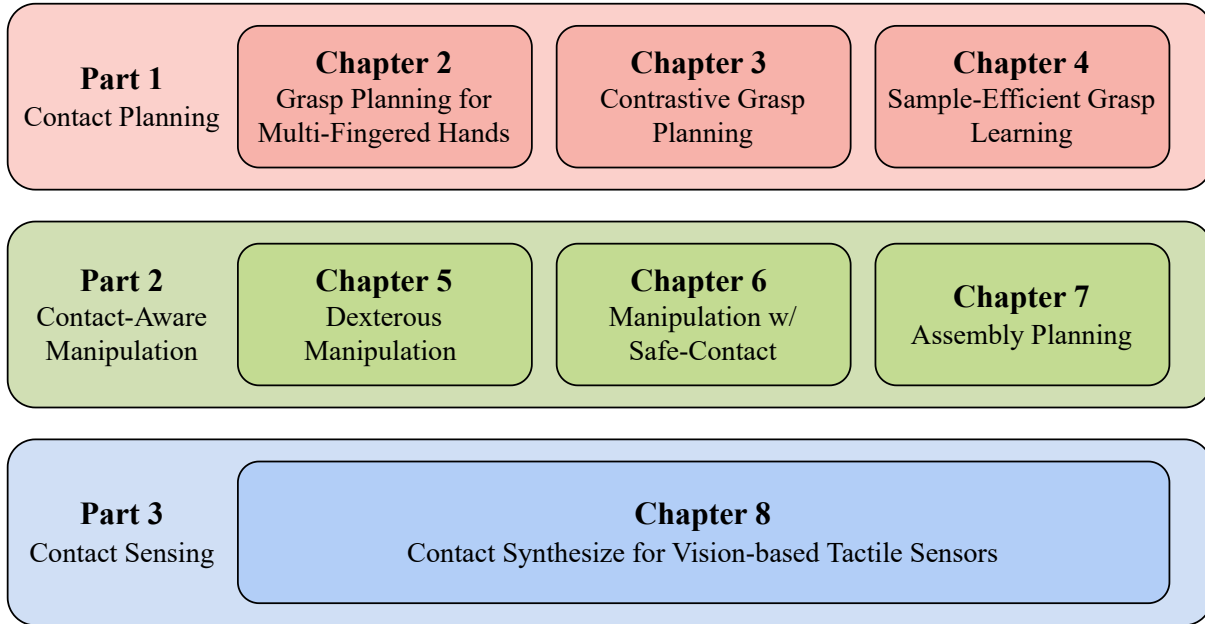 Part 1
Contact Planning
Chapter 2
Grasp Planning for
Multi-Fingered Hands
Chapter 3
Contrastive Grasp
Planning
Chapter 4
Sample-Efficient Grasp
Learning
Part 2
Contact-Aware
Manipulation
Chapter 5
Dexterous
Manipulation
Chapter 6
Manipulation w/
Safe-Contact
Chapter 7
Assembly Planning
Part 3
Contact Sensing
Chapter 8
Contact Synthesize for Vision-based Tactile Sensors